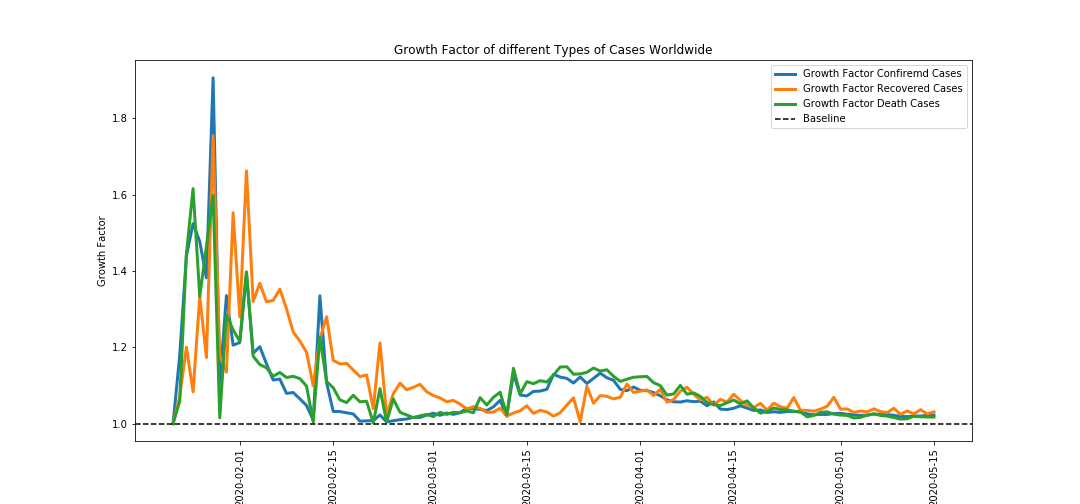 Growth Factor of different Types of Cases Worldwide
Growth Factor Confiremd Cases
Growth Factor Recovered Cases
Growth Factor Death Cases
Baseline
Growth Factor
1.8
1.6
1.4
1.2
1.0
2020-02-01
2020-02-15
2020-03-01
2020-03-15
2020-04-01
2020-04-15
2020-05-01
2020-05-15